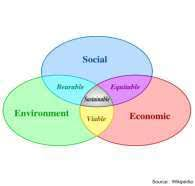 Social
Bearable
Equitable
Sustainable
Environment
Viable
Economic
Source : Wikipedia